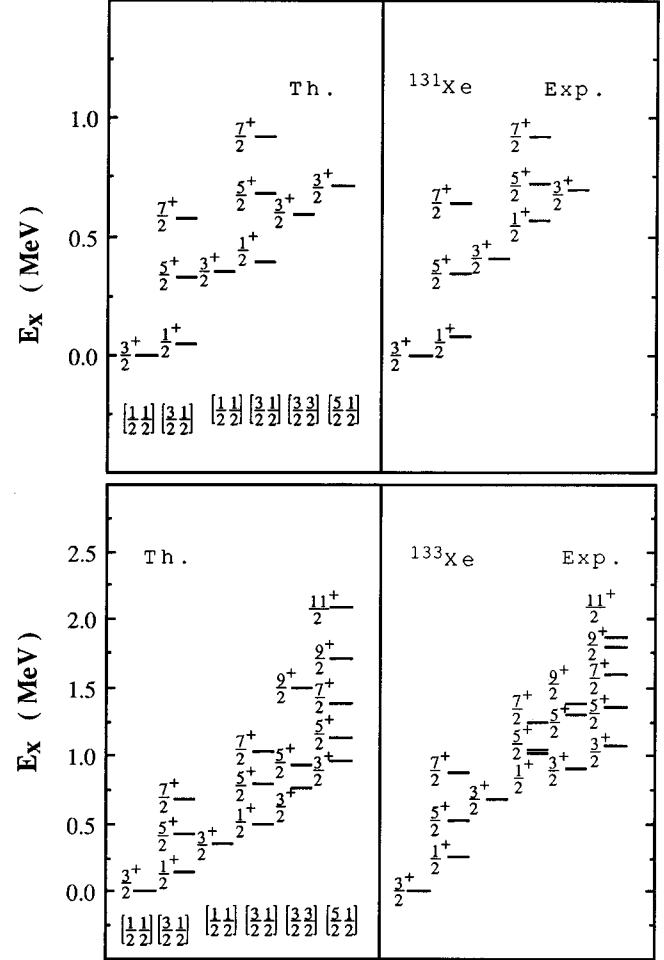 Th. ¹³¹Xe Exp.
1.0
7/2⁺ 7/2⁺
5/2⁺ 3/2⁺ 3/2⁺ 5/2⁺ 3/2⁺
7/2⁺ 7/2⁺ 1/2⁺
0.5
5/2⁺ 3/2⁺ 1/2⁺ 5/2⁺ 3/2⁺
3/2⁺ 1/2⁺ 3/2⁺ 1/2⁺
0.0
Eₓ (MeV)
[1/2 1/2] [3/2 1/2] [1/2 1/2] [3/2 1/2] [3/2 3/2] [5/2 1/2]
Th. ¹³³Xe Exp.
2.5
11/2⁺ 11/2⁺
2.0
9/2⁺ 9/2⁺
9/2⁺ 7/2⁺ 9/2⁺ 7/2⁺
1.5
5/2⁺ 7/2⁺ 5/2⁺ 5/2⁺
7/2⁺ 5/2⁺ 3/2⁺ 5/2⁺ 3/2⁺
1.0
7/2⁺ 5/2⁺ 3/2⁺ 7/2⁺ 1/2⁺ 3/2⁺
5/2⁺ 3/2⁺ 1/2⁺ 5/2⁺ 3/2⁺
0.5
3/2⁺ 1/2⁺ 3/2⁺ 1/2⁺
0.0
Eₓ (MeV)
[1/2 1/2] [3/2 1/2] [1/2 1/2] [3/2 1/2] [3/2 3/2] [5/2 1/2]